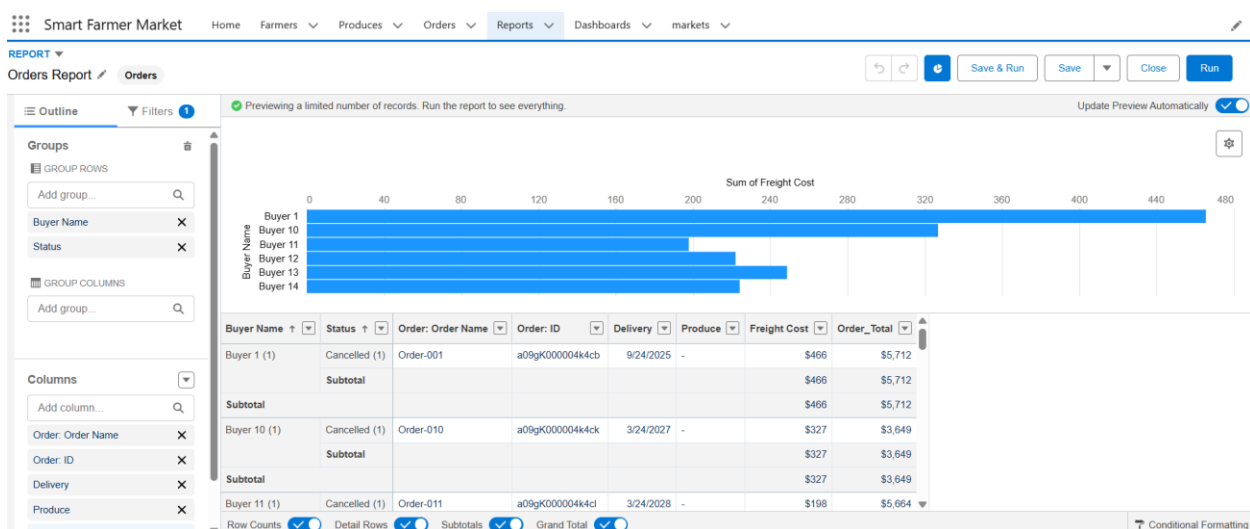 Smart Farmer Market Home Farmers Produces Orders Reports Dashboards markets
REPORT
Orders Report Orders Save & Run Save Close Run
Outline Filters 1
Previewing a limited number of records. Run the report to see everything. Update Preview Automatically
Groups
GROUP ROWS
Add group...
Buyer Name
Status
GROUP COLUMNS
Add group...
Columns
Add column...
Order: Order Name
Order: ID
Delivery
Produce
Sum of Freight Cost
0 40 80 120 160 200 240 280 320 360 400 440 480
Buyer Name
Buyer 1
Buyer 10
Buyer 11
Buyer 12
Buyer 13
Buyer 14
Buyer Name Status Order: Order Name Order: ID Delivery Produce Freight Cost Order_Total
Buyer 1 (1) Cancelled (1) Order-001 a09gK000004k4cb 9/24/2025 - $466 $5,712
Subtotal $466 $5,712
Subtotal $466 $5,712
Buyer 10 (1) Cancelled (1) Order-010 a09gK000004k4ck 3/24/2027 - $327 $3,649
Subtotal $327 $3,649
Subtotal $327 $3,649
Buyer 11 (1) Cancelled (1) Order-011 a09gK000004k4cl 3/24/2028 - $198 $5,664
Row Counts Detail Rows Subtotals Grand Total Conditional Formatting